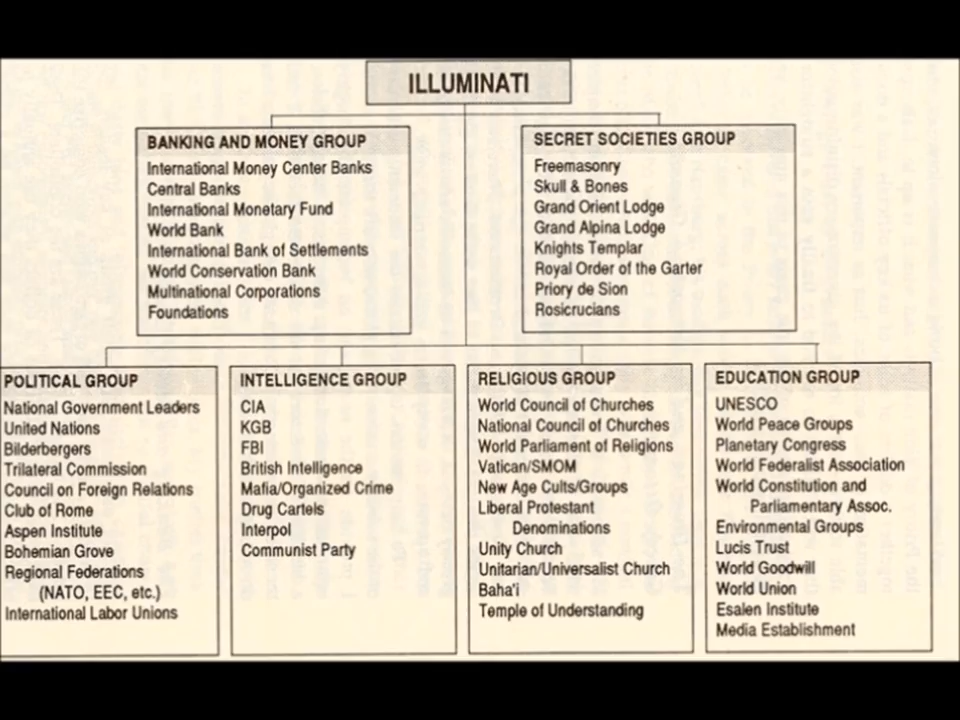 ILLUMINATI
BANKING AND MONEY GROUP
International Money Center Banks
Central Banks
International Monetary Fund
World Bank
International Bank of Settlements
World Conservation Bank
Multinational Corporations
Foundations
SECRET SOCIETIES GROUP
Freemasonry
Skull & Bones
Grand Orient Lodge
Grand Alpina Lodge
Knights Templar
Royal Order of the Garter
Priory de Sion
Rosicrucians
POLITICAL GROUP
National Government Leaders
United Nations
Bilderbergers
Trilateral Commission
Council on Foreign Relations
Club of Rome
Aspen Institute
Bohemian Grove
Regional Federations
(NATO, EEC, etc.)
International Labor Unions
INTELLIGENCE GROUP
CIA
KGB
FBI
British Intelligence
Mafia/Organized Crime
Drug Cartels
Interpol
Communist Party
RELIGIOUS GROUP
World Council of Churches
National Council of Churches
World Parliament of Religions
Vatican/SMOM
New Age Cults/Groups
Liberal Protestant
Denominations
Unity Church
Unitarian/Universalist Church
Baha'i
Temple of Understanding
EDUCATION GROUP
UNESCO
World Peace Groups
Planetary Congress
World Federalist Association
World Constitution and
Parliamentary Assoc.
Environmental Groups
Lucis Trust
World Goodwill
World Union
Esalen Institute
Media Establishment